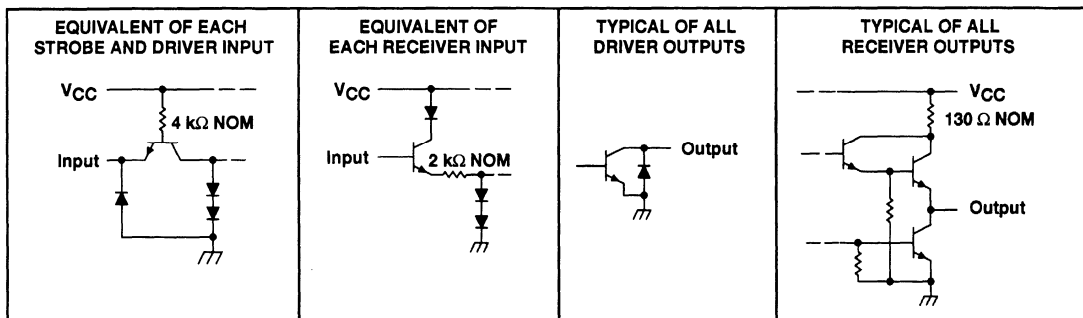 EQUIVALENT OF EACH
STROBE AND DRIVER INPUT
VCC
4 kΩ NOM
Input
EQUIVALENT OF
EACH RECEIVER INPUT
VCC
Input
2 kΩ NOM
TYPICAL OF ALL
DRIVER OUTPUTS
Output
TYPICAL OF ALL
RECEIVER OUTPUTS
VCC
130 Ω NOM
Output